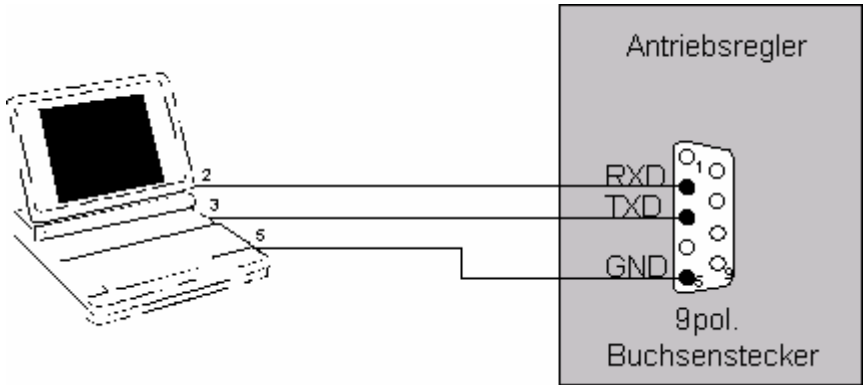 Antriebsregler
1
2
RXD
3
TXD
5
GND
5
9
9pol.
Buchsenstecker